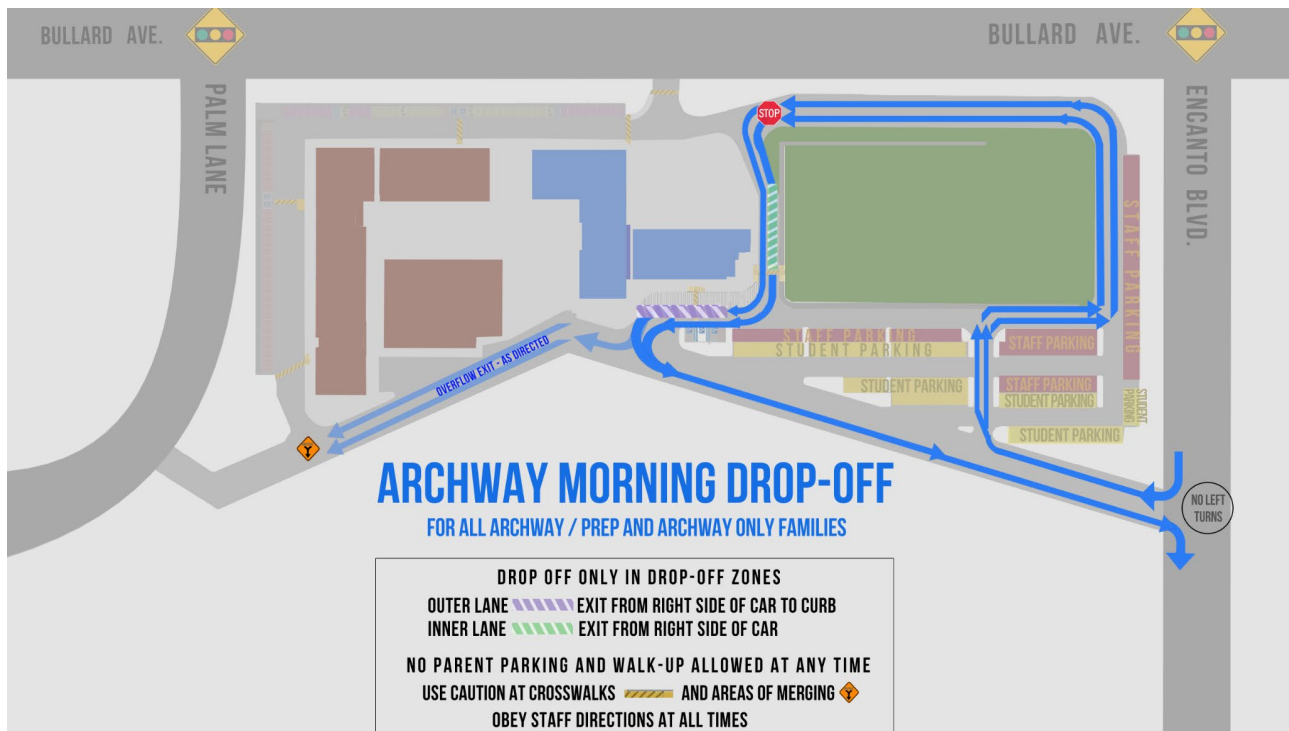 BULLARD AVE.
BULLARD AVE.
PALM LANE
ENCANTO BLVD.
STOP
STAFF PARKING
STAFF PARKING
STUDENT PARKING
STAFF PARKING
STUDENT PARKING
STAFF PARKING
STUDENT PARKING
STUDENT PARKING
STUDENT PARKING
OVERFLOW EXIT - AS DIRECTED
NO LEFT
TURNS
ARCHWAY MORNING DROP-OFF
FOR ALL ARCHWAY / PREP AND ARCHWAY ONLY FAMILIES
DROP OFF ONLY IN DROP-OFF ZONES
OUTER LANE EXIT FROM RIGHT SIDE OF CAR TO CURB
INNER LANE EXIT FROM RIGHT SIDE OF CAR
NO PARENT PARKING AND WALK-UP ALLOWED AT ANY TIME
USE CAUTION AT CROSSWALKS AND AREAS OF MERGING
OBEY STAFF DIRECTIONS AT ALL TIMES